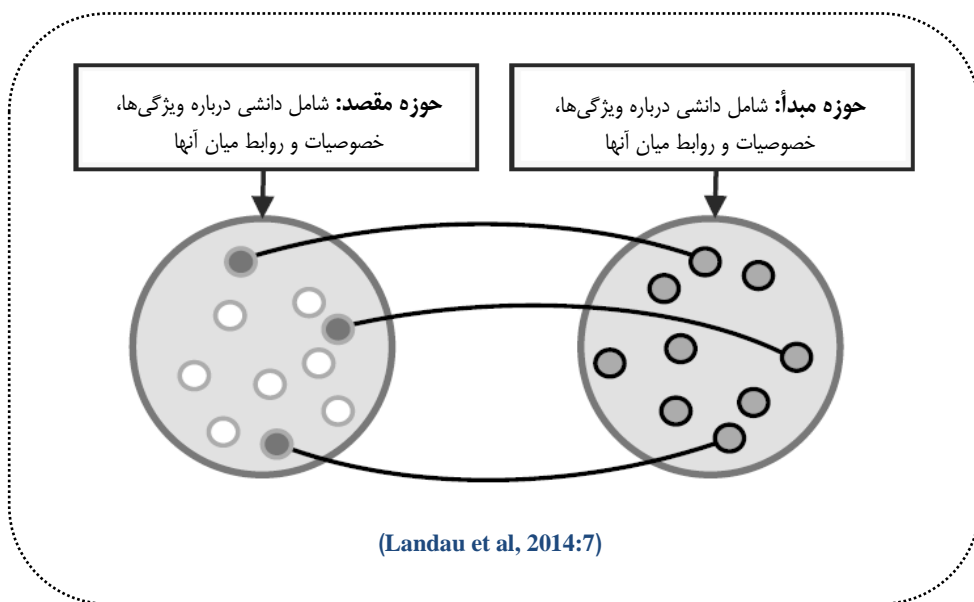 حوزه مبدأ: شامل دانشی درباره ویژگی‌ها،
خصوصیات و روابط میان آنها
حوزه مقصد: شامل دانشی درباره ویژگی‌ها،
خصوصیات و روابط میان آنها
(Landau et al, 2014:7)